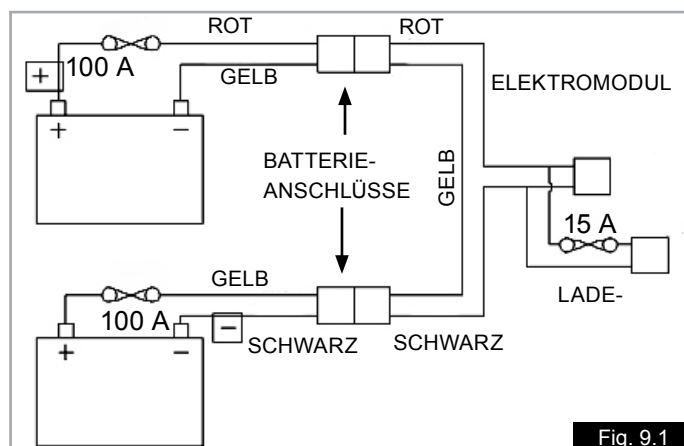 ROT
ROT
100 A
+
GELB
ELEKTROMODUL
+
−
BATTERIE-
ANSCHLÜSSE
GELB
15 A
GELB
LADE-
100 A
−
SCHWARZ
SCHWARZ
+
−
Fig. 9.1